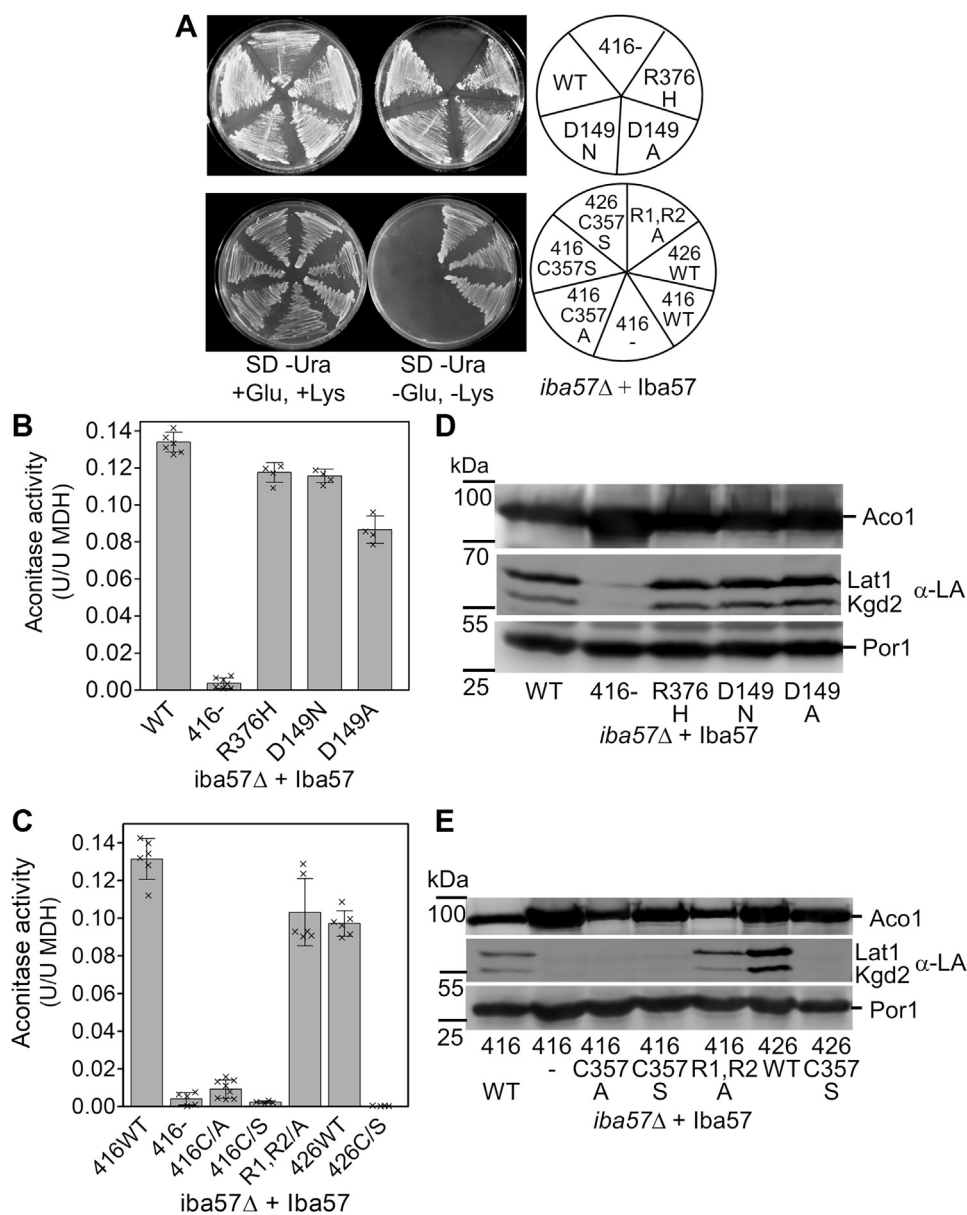 A
416-
WT
R376
H
D149
N
D149
A
426
C357
S
R1,R2
A
416
C357S
426
WT
416
C357
A
416
-
416
WT
SD -Ura
+Glu, +Lys
SD -Ura
-Glu, -Lys
iba57Δ + Iba57
B
Aconitase activity
(U/U MDH)
0.14
0.12
0.10
0.08
0.06
0.04
0.02
0.00
WT
416-
R376H
D149N
D149A
iba57Δ + Iba57
D
kDa
100
70
55
25
Aco1
Lat1
Kgd2
α-LA
Por1
WT
416-
R376
H
D149
N
D149
A
iba57Δ + Iba57
C
Aconitase activity
(U/U MDH)
0.14
0.12
0.10
0.08
0.06
0.04
0.02
0.00
416WT
416-
416C/A
416C/S
R1,R2/A
426WT
426C/S
iba57Δ + Iba57
E
kDa
100
55
25
Aco1
Lat1
Kgd2
α-LA
Por1
416 416 416 416 416 426 426
WT - C357 C357 R1,R2 WT C357
A S A S
iba57Δ + Iba57